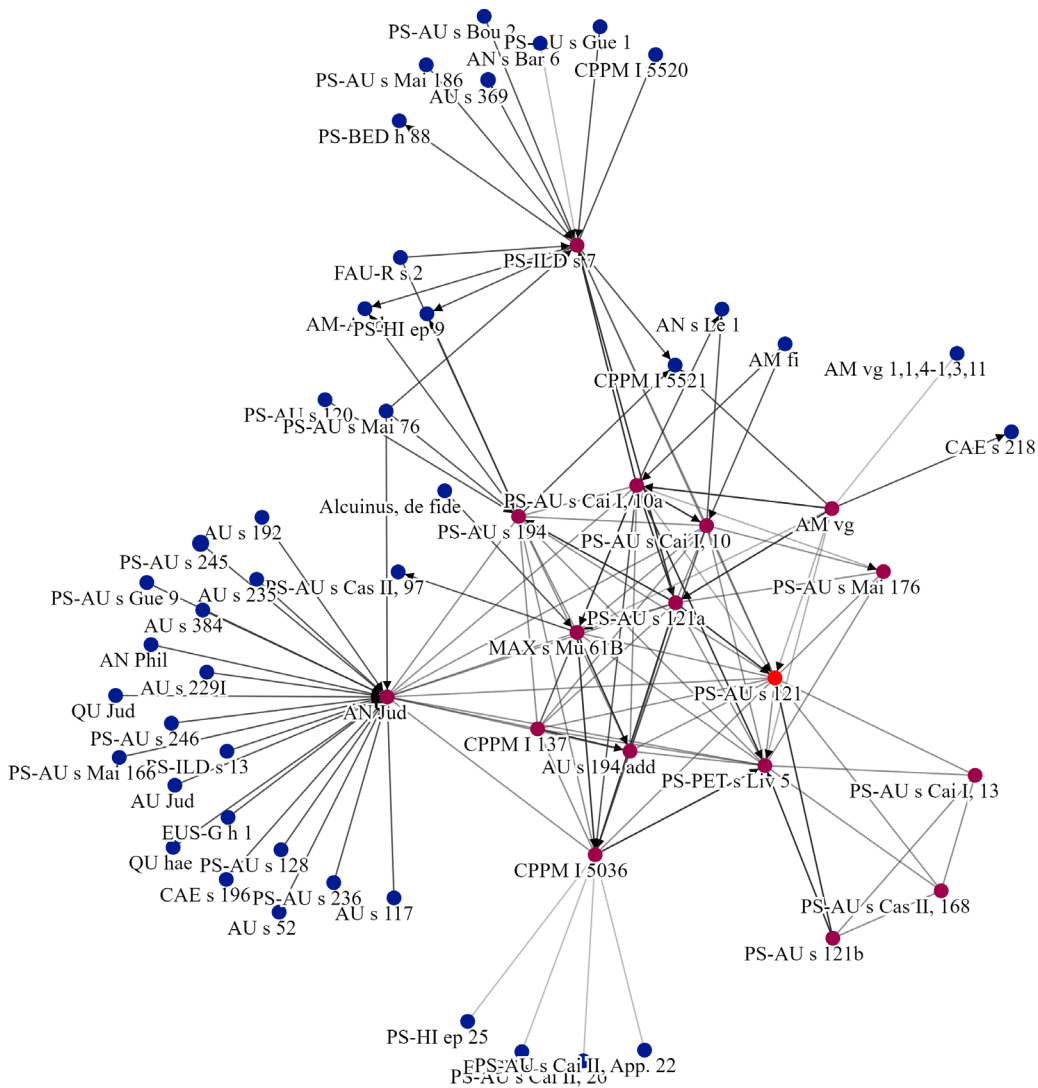 PS-AU s Bou 2
PS-AU s Gue 1
AN s Bar 6
CPPM I 5520
PS-AU s Mai 186
AU s 369
PS-BED h 88
PS-ILD s 7
FAU-R s 2
PS-HI ep 9
AN s Le 1
AM fi
CPPM I 5521
AM vg 1,1,4-1,3,11
PS-AU s 120
PS-AU s Mai 76
CAE s 218
Alcuinus, de fide
PS-AU s Cai I, 10a
PS-AU s 194
PS-AU s Cai I, 10
AM vg
AU s 192
PS-AU s 245
AU s 235
PS-AU s Cas II, 97
PS-AU s Mai 176
PS-AU s Gue 9
AU s 384
PS-AU s 121a
MAX s Mu 61B
AN Phil
AU s 229I
PS-AU s 121
QU Jud
AN Jud
PS-AU s 246
CPPM I 137
AU s 194 add
PS-AU s Mai 166
PS-ILD s 13
PS-PET s Liv 5
PS-AU s Cai I, 13
AU Jud
EUS-G h 1
QU hae
PS-AU s 128
CPPM I 5036
CAE s 196
PS-AU s 236
AU s 117
AU s 52
PS-AU s Cas II, 168
PS-AU s 121b
PS-HI ep 25
PS-AU s Cai II, App. 22
PS-AU s Cai II, 20